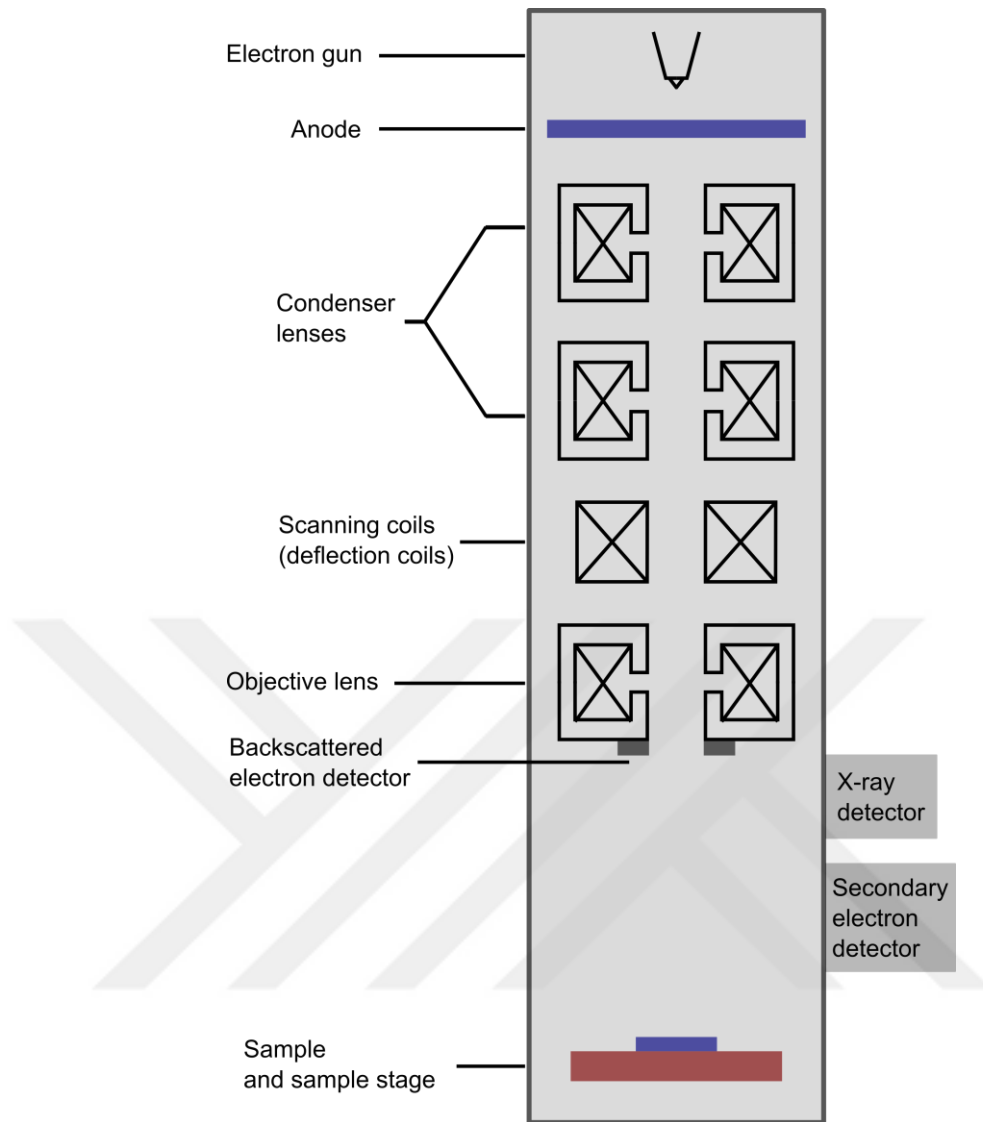 Electron gun
Anode
Condenser
lenses
Scanning coils
(deflection coils)
Objective lens
Backscattered
electron detector
X-ray
detector
Secondary
electron
detector
Sample
and sample stage